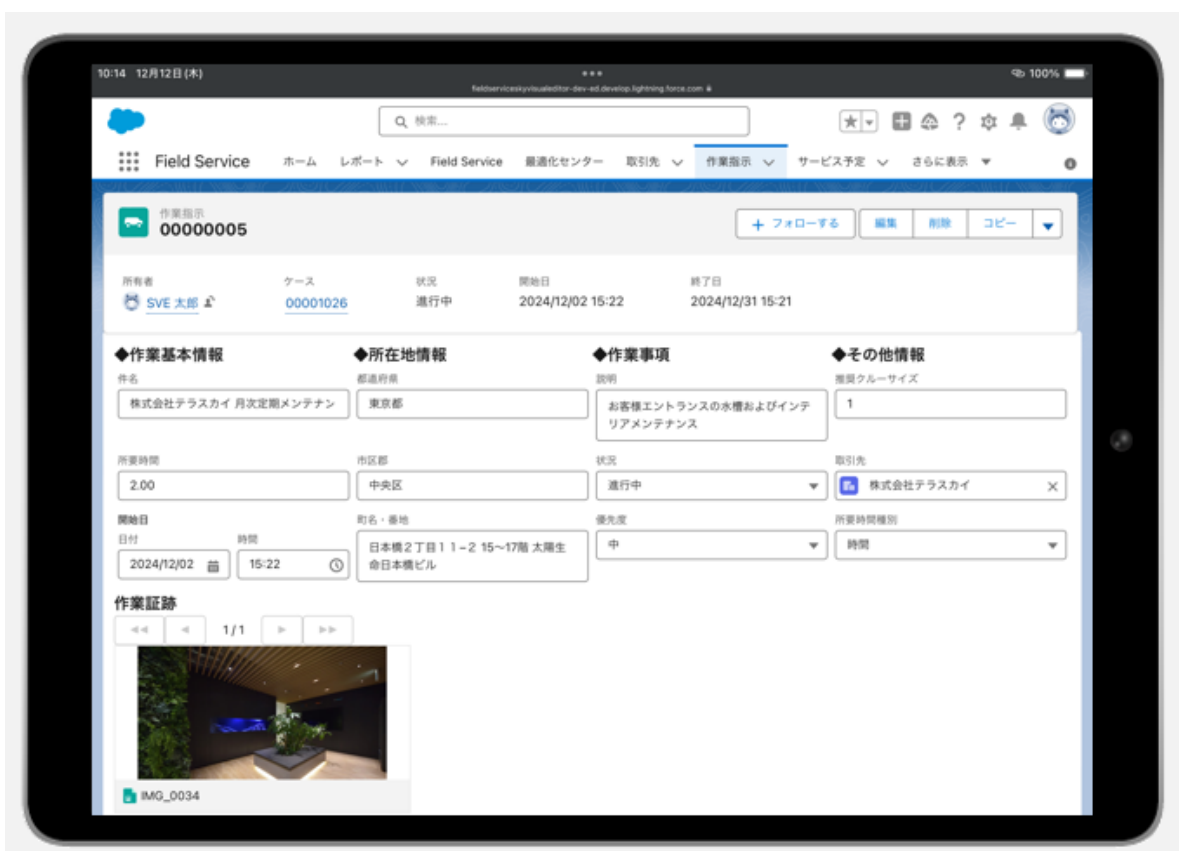 10:14 12月12日(木)
100%
fieldserviceskyvisualeditor-dev-ed.develop.lightning.force.com
検索...
Field Service ホーム レポート Field Service 最適化センター 取引先 作業指示 サービス予定 さらに表示
作業指示
00000005
フォローする 編集 削除 コピー
所有者 ケース 状況 開始日 終了日
SVE 太郎 00001026 進行中 2024/12/02 15:22 2024/12/31 15:21
◆作業基本情報 ◆所在地情報 ◆作業事項 ◆その他情報
件名 都道府県 説明 推奨クルーサイズ
株式会社テラスカイ 月次定期メンテナン 東京都 お客様エントランスの水槽およびインテ 1
リアメンテナンス
所要時間 市区郡 状況 取引先
2.00 中央区 進行中 株式会社テラスカイ
開始日 町名・番地 優先度 所要時間種別
日付 時間
2024/12/02 15:22 日本橋2丁目11−2 15〜17階 太陽生 中 時間
命日本橋ビル
作業証跡
1/1
IMG_0034